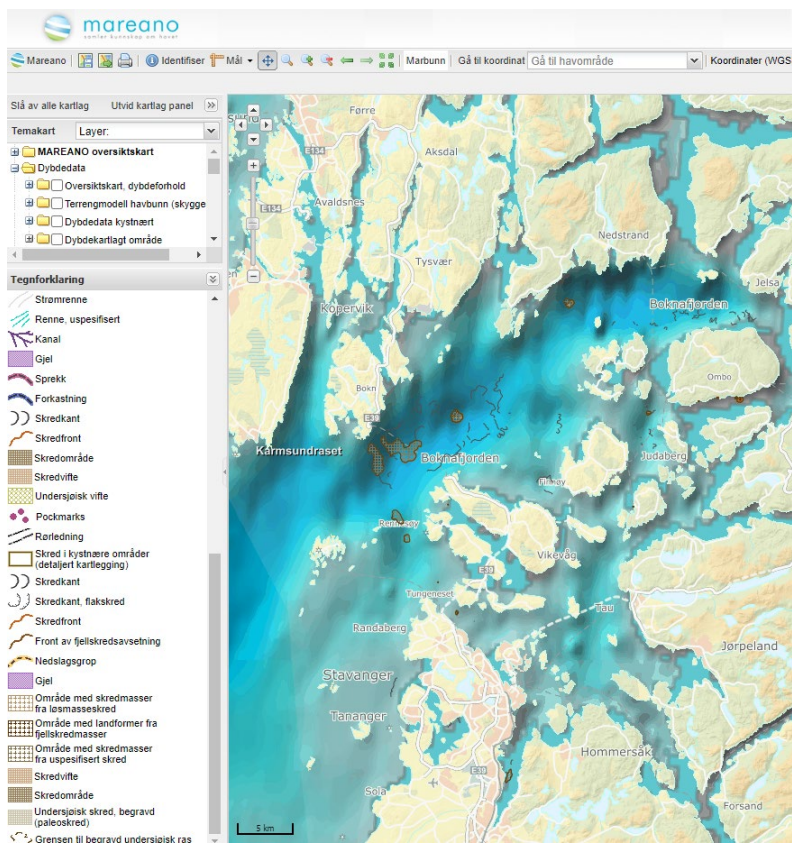 mareano
samler kunnskap om havet
Mareano
Identifiser
Mål
Marbunn
Gå til koordinat
Gå til havområde
Koordinater (WGS
Slå av alle kartlag
Utvid kartlag panel
Temakart
Layer:
MAREANO oversiktskart
Dybdedata
Oversiktskart, dybdeforhold
Terrengmodell havbunn (skygge
Dybdedata kystnært
Dybdekartlagt område
Tegnforklaring
Strømrenne
Renne, uspesifisert
Kanal
Gjel
Sprekk
Forkastning
Skredkant
Skredfront
Skredområde
Skredvifte
Undersjøisk vifte
Pockmarks
Rørledning
Skred i kystnære områder
(detaljert kartlegging)
Skredkant
Skredkant, flakskred
Skredfront
Front av fjellskredsavsetning
Nedslagsgrop
Gjel
Område med skredmasser
fra løsmasseskred
Område med landformer fra
fjellskredmasser
Område med skredmasser
fra uspesifisert skred
Skredvifte
Skredområde
Undersjøisk skred, begravd
(paleoskred)
Grensen til begravd undersjøisk ras
Førre
Aksdal
E134
E134
Avaldsnes
Nedstrand
Tysvær
Jelsa
Kopervik
Boknafjorden
Bokn
Ombo
E39
Karmsundraset
Boknafjorden
Judaberg
Finnøy
Rennesøy
Vikevåg
E39
Tungeneset
Tau
Randaberg
Jørpeland
Stavanger
Tananger
Hommersåk
E39
Sola
Forsand
5 km